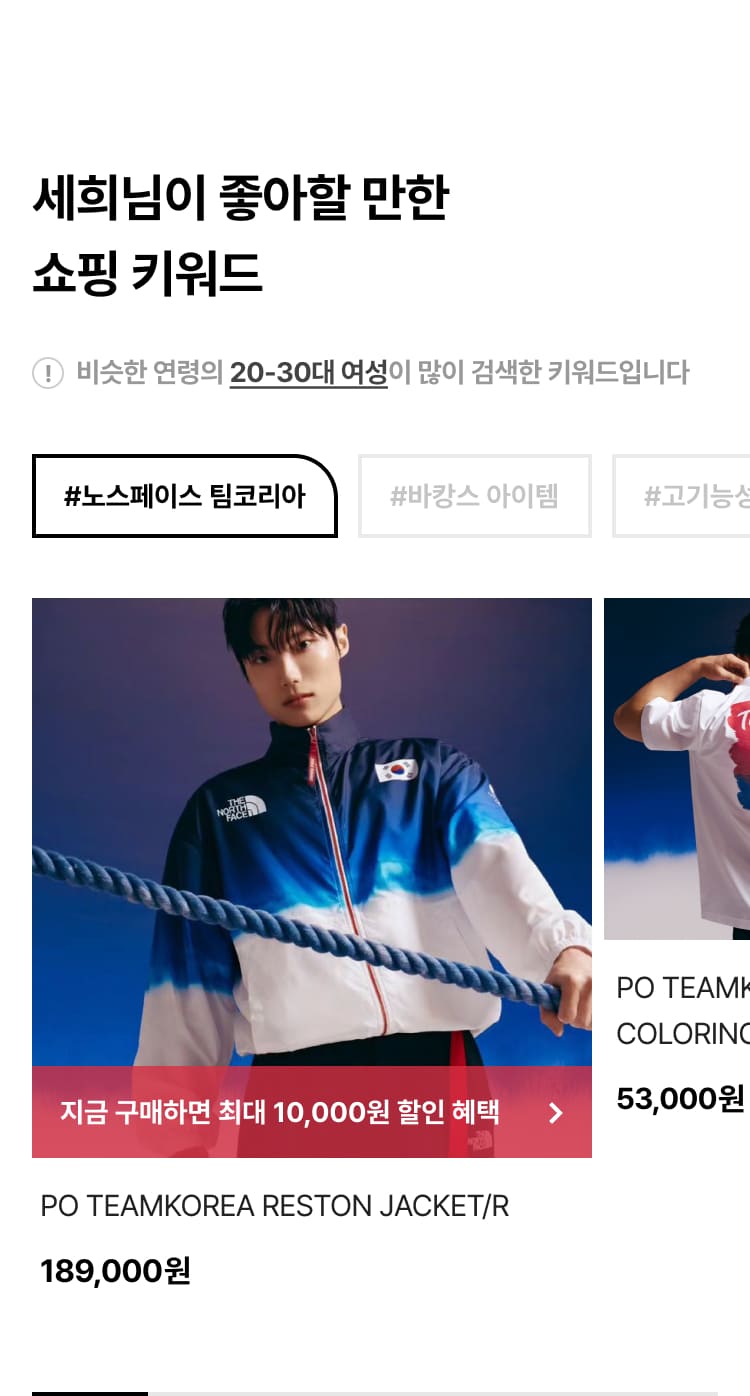 세희님이 좋아할 만한
쇼핑 키워드
! 비슷한 연령의 20-30대 여성이 많이 검색한 키워드입니다
#노스페이스 팀코리아
#바캉스 아이템
#고기능성
THE
NORTH
FACE
지금 구매하면 최대 10,000원 할인 혜택
PO TEAMKOREA RESTON JACKET/R
189,000원
PO TEAMK
COLORING
53,000원